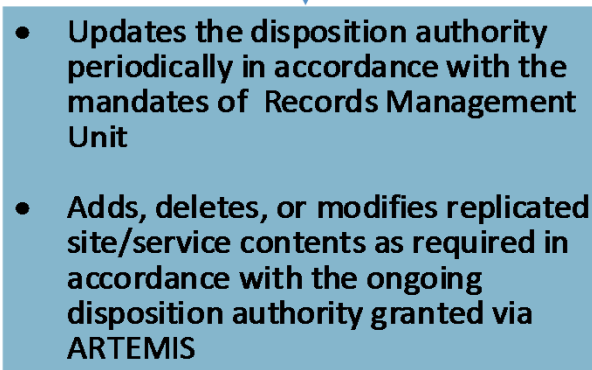 • Updates the disposition authority
periodically in accordance with the
mandates of Records Management
Unit
• Adds, deletes, or modifies replicated
site/service contents as required in
accordance with the ongoing
disposition authority granted via
ARTEMIS